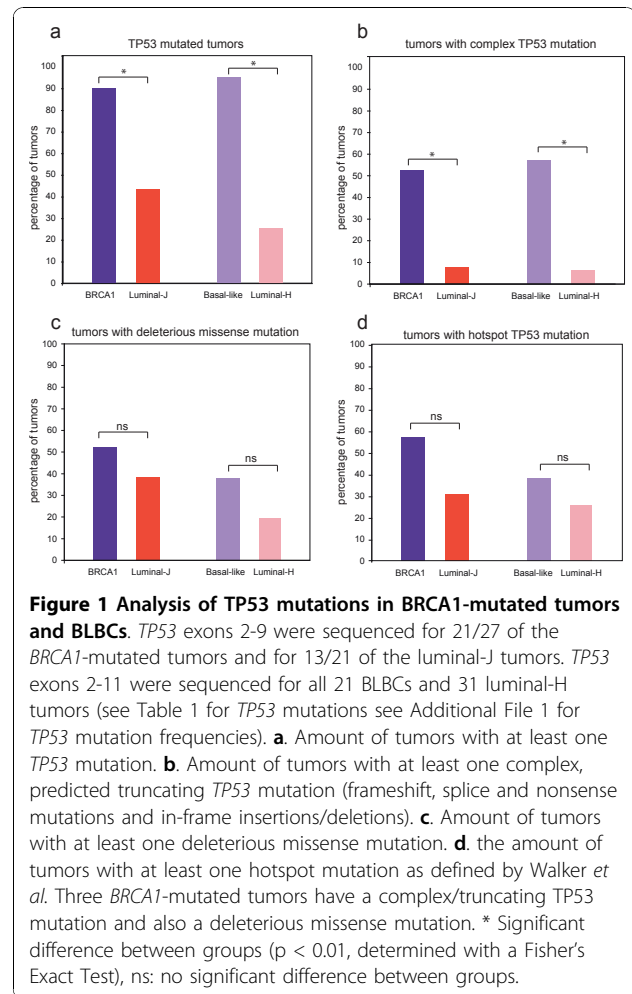 a
TP53 mutated tumors
percentage of tumors
100
90
80
70
60
50
40
30
20
10
0
*
*
BRCA1 Luminal-J Basal-like Luminal-H
b
tumors with complex TP53 mutation
percentage of tumors
100
90
80
70
60
50
40
30
20
10
0
*
*
BRCA1 Luminal-J Basal-like Luminal-H
c
tumors with deleterious missense mutation
percentage of tumors
100
90
80
70
60
50
40
30
20
10
0
ns
ns
BRCA1 Luminal-J Basal-like Luminal-H
d
tumors with hotspot TP53 mutation
percentage of tumors
100
90
80
70
60
50
40
30
20
10
0
ns
ns
BRCA1 Luminal-J Basal-like Luminal-H
Figure 1 Analysis of TP53 mutations in BRCA1-mutated tumors
and BLBCs. TP53 exons 2-9 were sequenced for 21/27 of the
BRCA1-mutated tumors and for 13/21 of the luminal-J tumors. TP53
exons 2-11 were sequenced for all 21 BLBCs and 31 luminal-H
tumors (see Table 1 for TP53 mutations see Additional File 1 for
TP53 mutation frequencies). a. Amount of tumors with at least one
TP53 mutation. b. Amount of tumors with at least one complex,
predicted truncating TP53 mutation (frameshift, splice and nonsense
mutations and in-frame insertions/deletions). c. Amount of tumors
with at least one deleterious missense mutation. d. the amount of
tumors with at least one hotspot mutation as defined by Walker et
al. Three BRCA1-mutated tumors have a complex/truncating TP53
mutation and also a deleterious missense mutation. * Significant
difference between groups (p < 0.01, determined with a Fisher's
Exact Test), ns: no significant difference between groups.